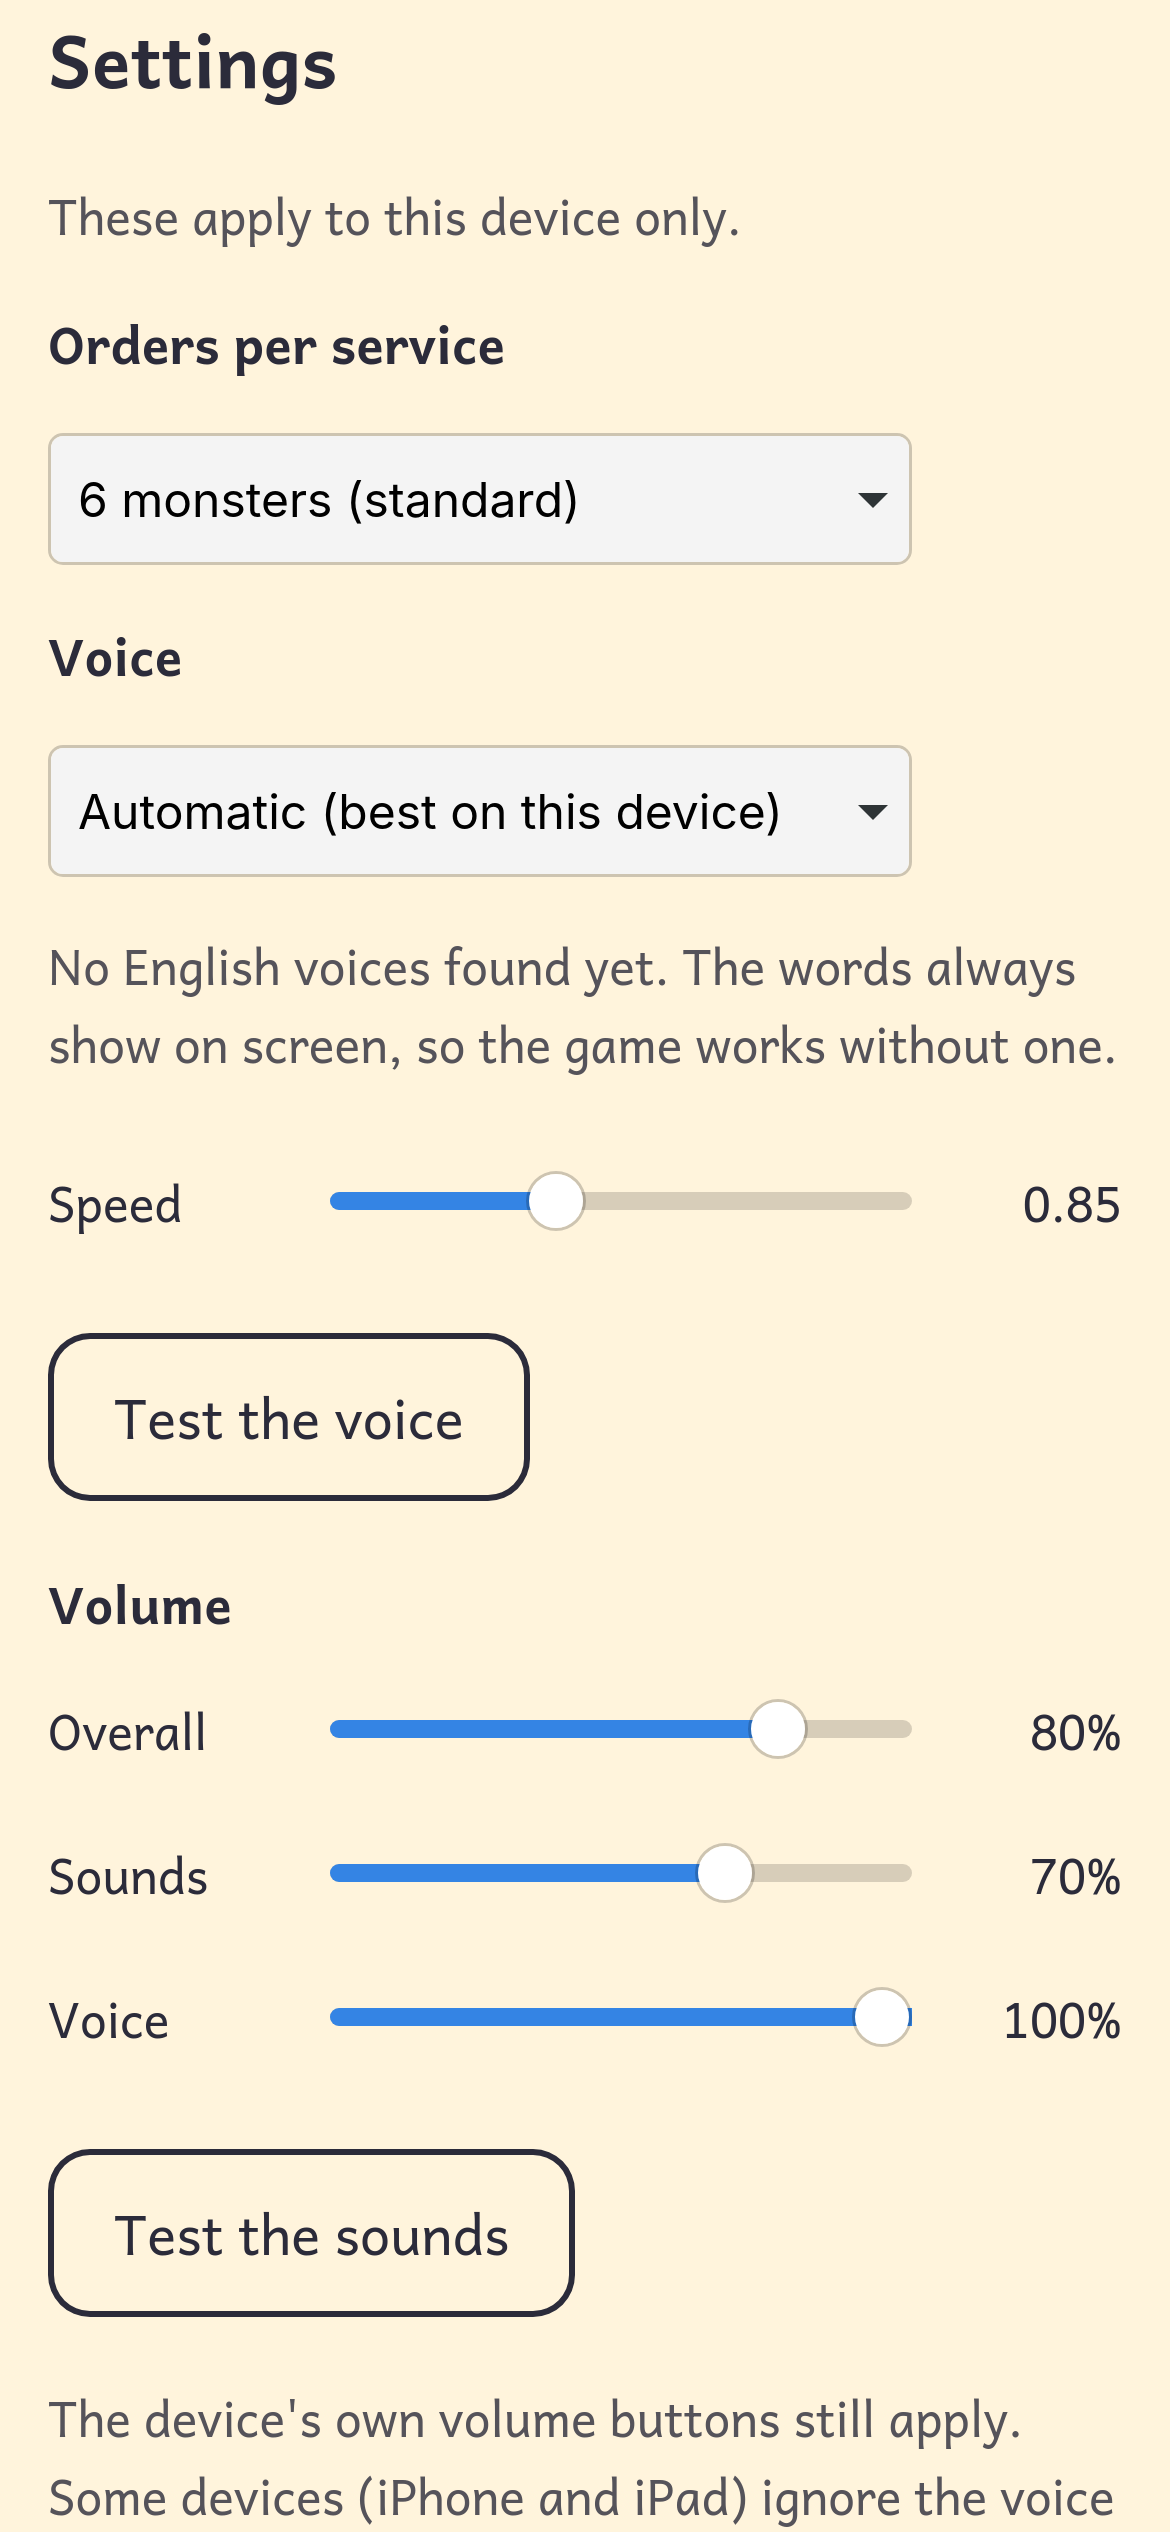 Settings
These apply to this device only.
Orders per service
6 monsters (standard)
Voice
Automatic (best on this device)
No English voices found yet. The words always
show on screen, so the game works without one.
Speed 0.85
Test the voice
Volume
Overall 80%
Sounds 70%
Voice 100%
Test the sounds
The device's own volume buttons still apply.
Some devices (iPhone and iPad) ignore the voice